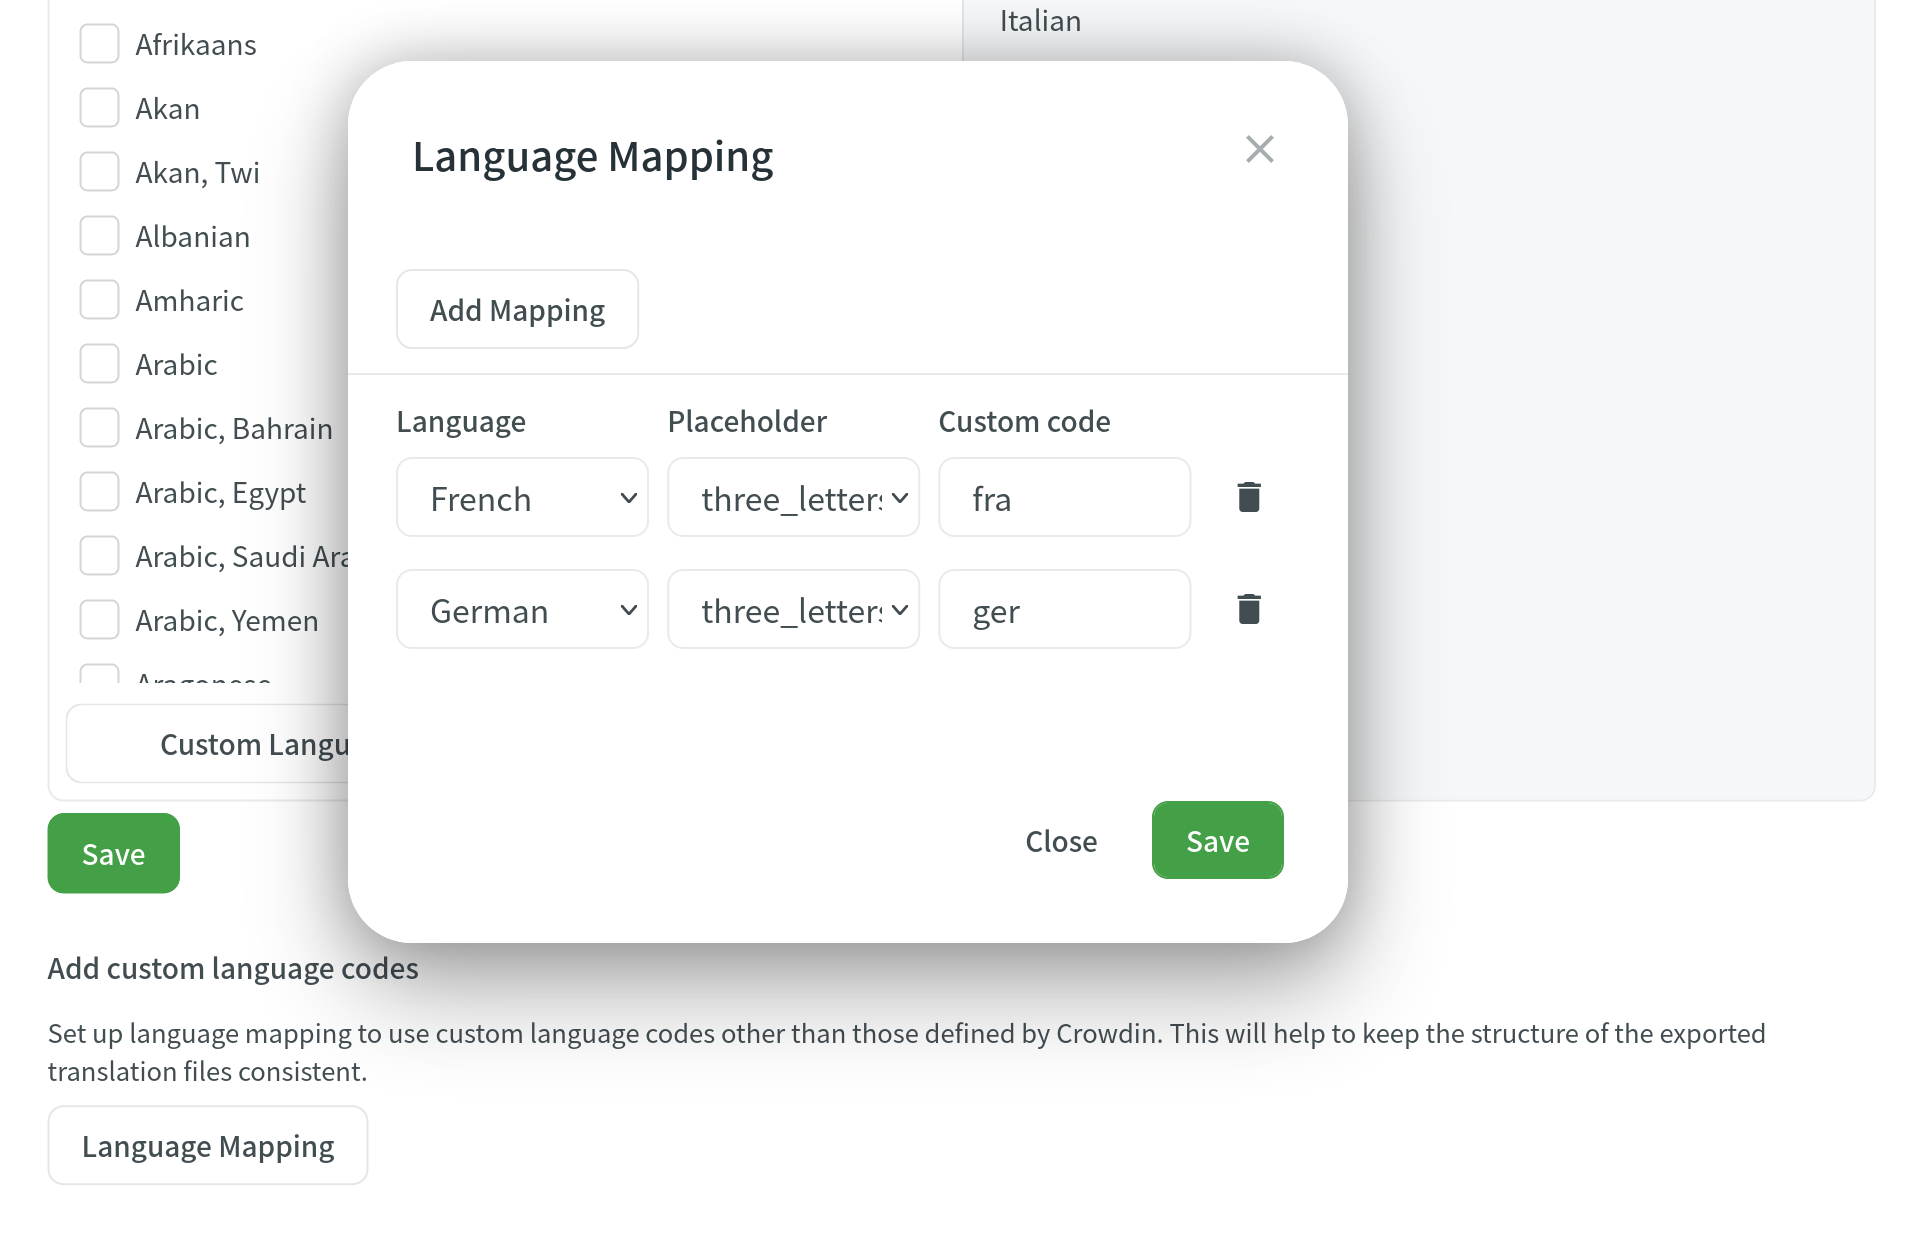 Italian
Afrikaans
Akan
Akan, Twi
Albanian
Amharic
Arabic
Arabic, Bahrain
Arabic, Egypt
Arabic, Saudi Ara
Arabic, Yemen
Aragonese
Custom Langu
Save
Language Mapping
Add Mapping
Language Placeholder Custom code
French three_letters fra
German three_letters ger
Close Save
Add custom language codes
Set up language mapping to use custom language codes other than those defined by Crowdin. This will help to keep the structure of the exported
translation files consistent.
Language Mapping